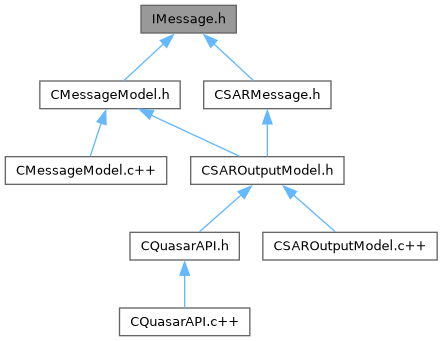 IMessage.h
CMessageModel.h
CSARMessage.h
CMessageModel.c++
CSAROutputModel.h
CQuasarAPI.h
CSAROutputModel.c++
CQuasarAPI.c++